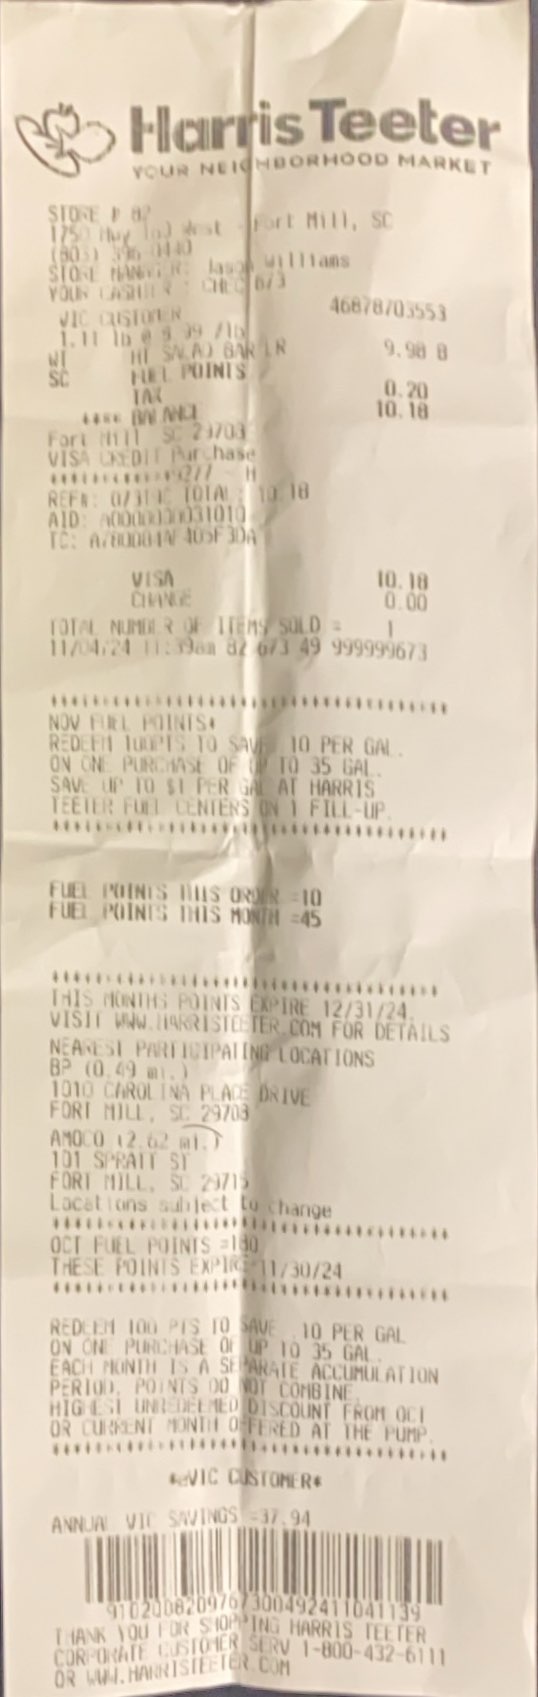 Harris Teeter
YOUR NEIGHBORHOOD MARKET
STORE # 82
1750 Hwy 160 West - Fort Mill, SC
(803) 396-0440
STORE MANAGER: Jason Williams
YOUR CASHIER : CHEC 673
VIC CUSTOMER 46878703553
1.11 lb @ 8.99 /lb
WT HT SALAD BAR LR 9.98 B
SC FUEL POINTS
TAX 0.20
**** BALANCE 10.18
Fort Mill SC 29703
VISA CREDIT Purchase
************9277 - H
REF#: TOTAL: 10.18
AID: A0000000031010
TC:
VISA 10.18
CHANGE 0.00
TOTAL NUMBER OF ITEMS SOLD = 1
11/04/24 11:39am 82 673 49 999999673
NOV FUEL POINTS*
REDEEM 100PTS TO SAVE .10 PER GAL.
ON ONE PURCHASE OF UP TO 35 GAL.
SAVE UP TO $1 PER GAL AT HARRIS
TEETER FUEL CENTERS ON 1 FILL-UP.
FUEL POINTS THIS ORDER =10
FUEL POINTS THIS MONTH =45
THIS MONTHS POINTS EXPIRE 12/31/24.
VISIT WWW.HARRISTEETER.COM FOR DETAILS
NEAREST PARTICIPATING LOCATIONS
BP (0.49 mi.)
1010 CAROLINA PLACE DRIVE
FORT MILL, SC 29708
AMOCO (2.62 mi.)
101 SPRATT ST
FORT MILL, SC 29715
Locations subject to change
OCT FUEL POINTS =180
THESE POINTS EXPIRE 11/30/24
REDEEM 100 PTS TO SAVE .10 PER GAL
ON ONE PURCHASE OF UP TO 35 GAL.
EACH MONTH IS A SEPARATE ACCUMULATION
PERIOD, POINTS DO NOT COMBINE.
HIGHEST UNREDEEMED DISCOUNT FROM OCT
OR CURRENT MONTH OFFERED AT THE PUMP.
**VIC CUSTOMER*
ANNUAL VIC SAVINGS =37.94
9102008209767300492411041139
THANK YOU FOR SHOPPING HARRIS TEETER
CORPORATE CUSTOMER SERV 1-800-432-6111
OR WWW.HARRISTEETER.COM